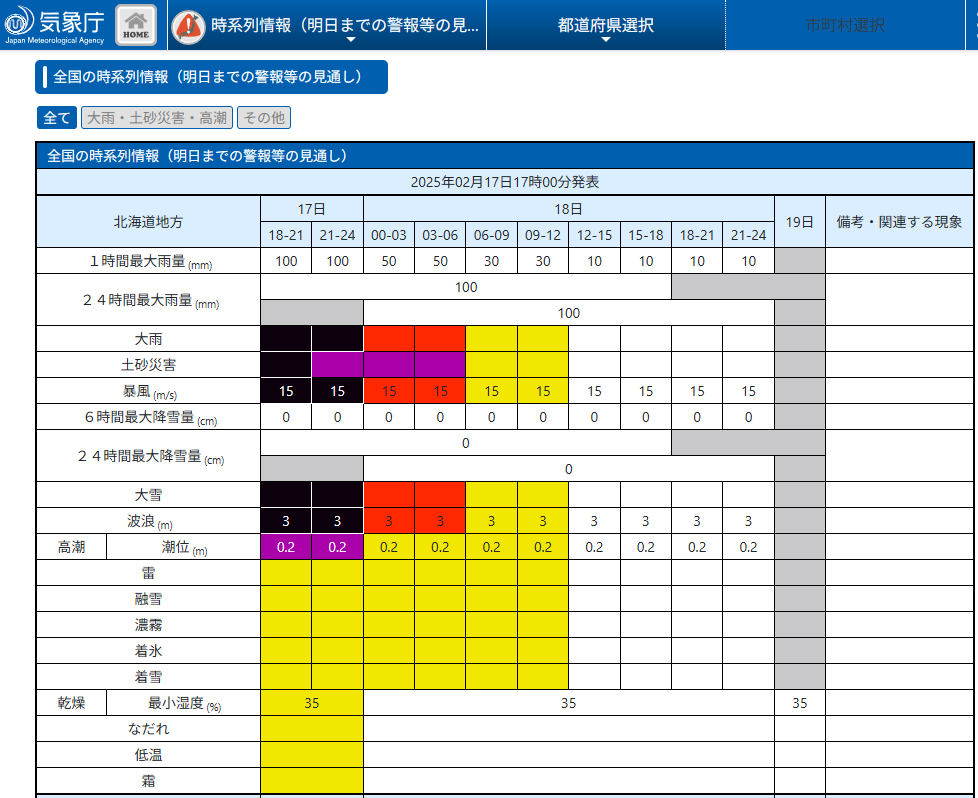 気象庁
Japan Meteorological Agency
HOME
時系列情報（明日までの警報等の見...
都道府県選択
市町村選択
全国の時系列情報（明日までの警報等の見通し）
全て 大雨・土砂災害・高潮 その他
全国の時系列情報（明日までの警報等の見通し）
2025年02月17日17時00分発表
北海道地方 17日 18日 19日 備考・関連する現象
18-21 21-24 00-03 03-06 06-09 09-12 12-15 15-18 18-21 21-24
１時間最大雨量 (mm) 100 100 50 50 30 30 10 10 10 10
２４時間最大雨量 (mm) 100
100
大雨
土砂災害
暴風 (m/s) 15 15 15 15 15 15 15 15 15 15
６時間最大降雪量 (cm) 0 0 0 0 0 0 0 0 0 0
２４時間最大降雪量 (cm) 0
0
大雪
波浪 (m) 3 3 3 3 3 3 3 3 3 3
高潮 潮位 (m) 0.2 0.2 0.2 0.2 0.2 0.2 0.2 0.2 0.2 0.2
雷
融雪
濃霧
着氷
着雪
乾燥 最小湿度 (%) 35 35 35
なだれ
低温
霜